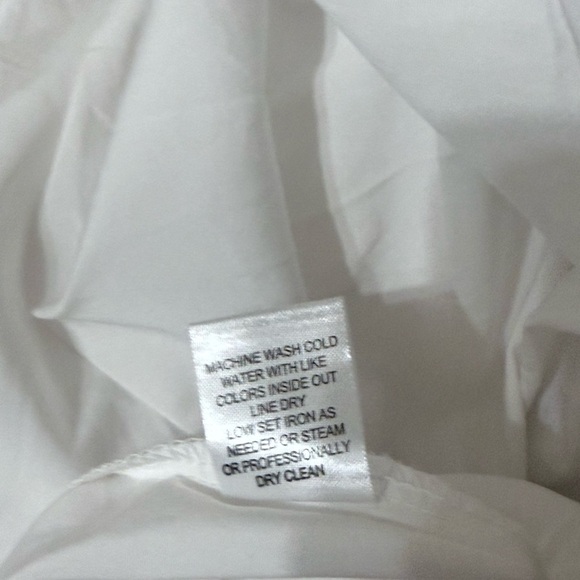 MACHINE WASH COLD
WATER WITH LIKE
COLORS INSIDE OUT
LINE DRY
LOW SET IRON AS
NEEDED OR STEAM
OR PROFESSIONALLY
DRY CLEAN